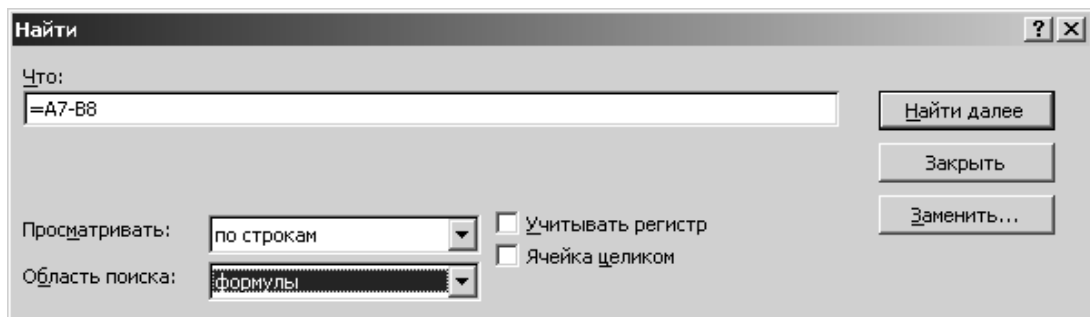 Найти
Что:
=A7-B8
Найти далее
Закрыть
Заменить...
Просматривать: по строкам
Учитывать регистр
Область поиска: формулы
Ячейка целиком